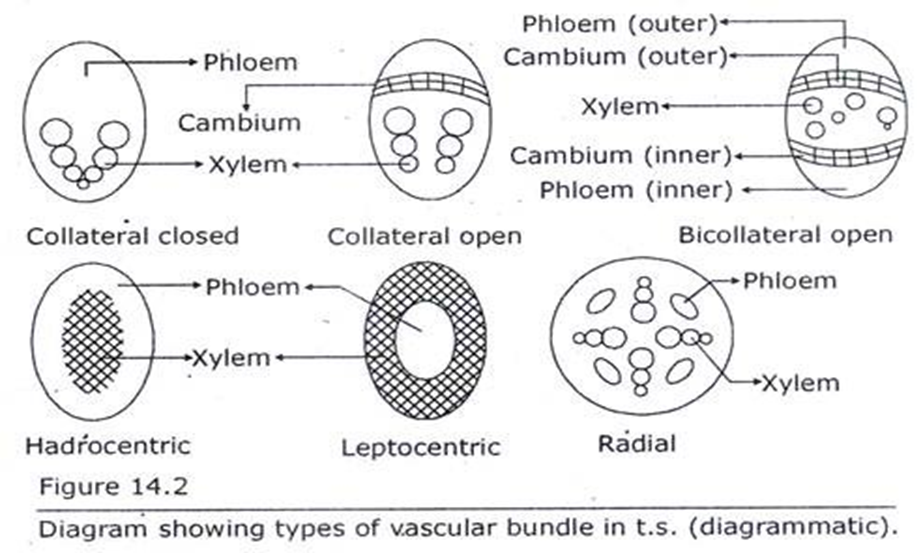 Phloem
Cambium
Xylem
Phloem (outer)
Cambium (outer)
Xylem
Cambium (inner)
Phloem (inner)
Collateral closed
Collateral open
Bicollateral open
Phloem
Xylem
Phloem
Xylem
Hadrocentric
Leptocentric
Radial
Figure 14.2
Diagram showing types of vascular bundle in t.s. (diagrammatic).